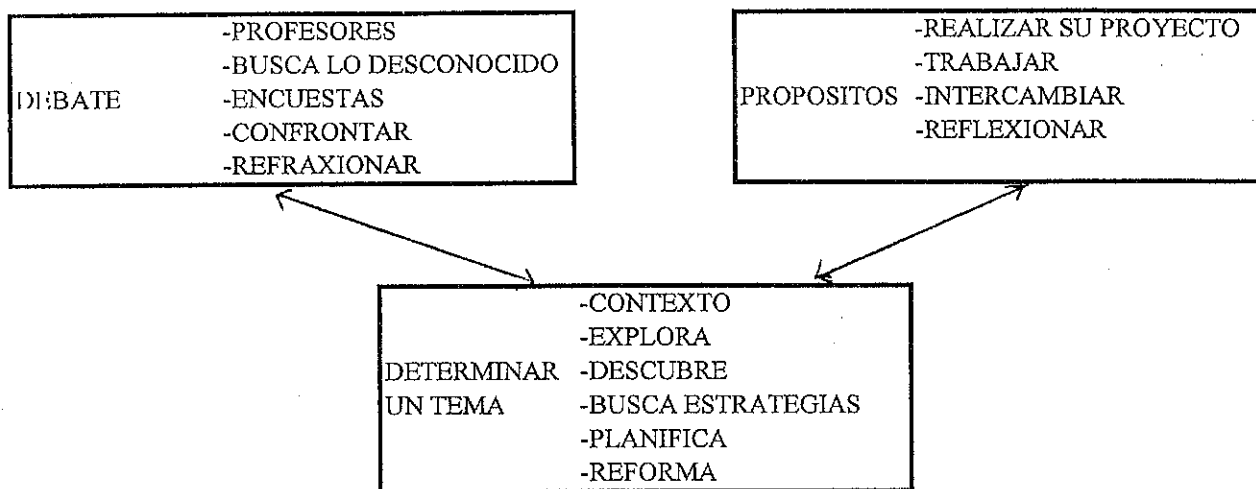 -PROFESORES
-BUSCA LO DESCONOCIDO
DEBATE -ENCUESTAS
-CONFRONTAR
-REFRAXIONAR
-REALIZAR SU PROYECTO
-TRABAJAR
PROPOSITOS -INTERCAMBIAR
-REFLEXIONAR
-CONTEXTO
-EXPLORA
DETERMINAR -DESCUBRE
UN TEMA -BUSCA ESTRATEGIAS
-PLANIFICA
-REFORMA